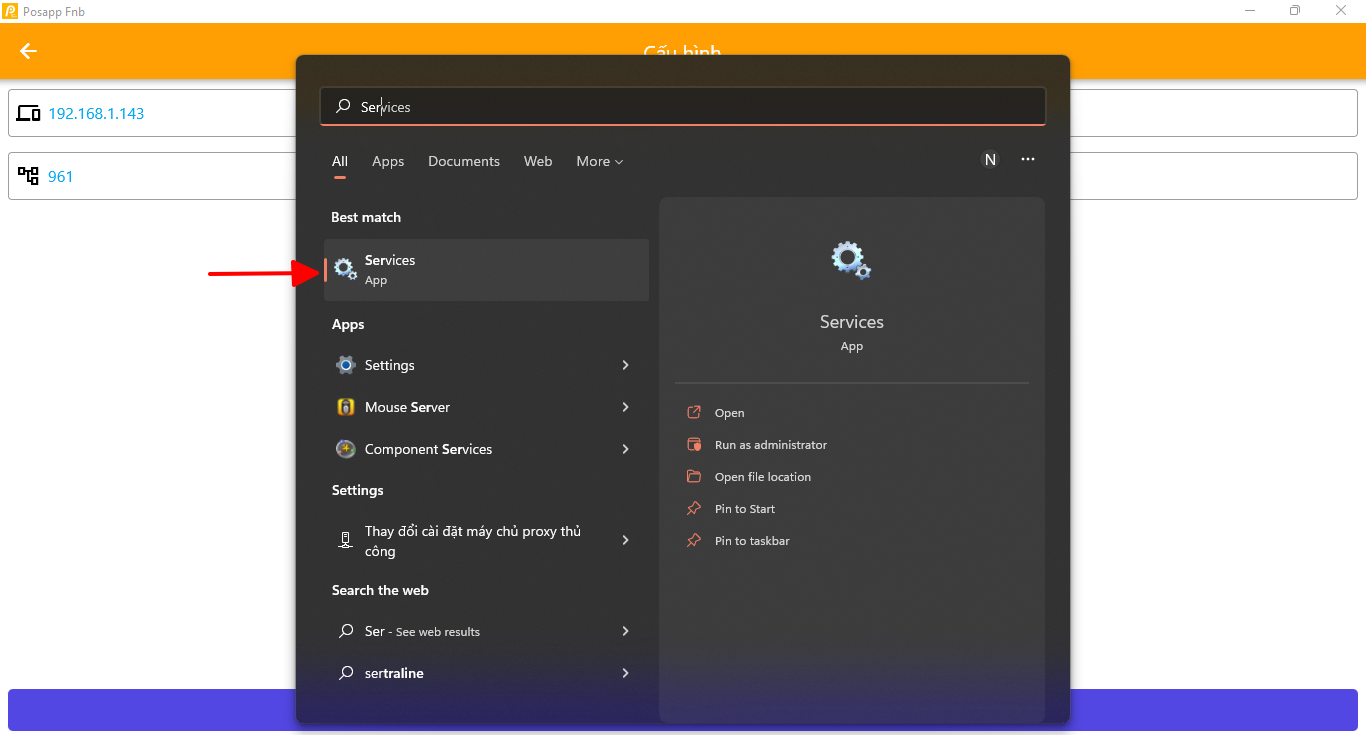 Posapp Fnb
Cấu hình
192.168.1.143
961
Services
All Apps Documents Web More
N
Best match
Services
App
Apps
Settings
Mouse Server
Component Services
Settings
Thay đổi cài đặt máy chủ proxy thủ
công
Search the web
Ser - See web results
sertraline
Services
App
Open
Run as administrator
Open file location
Pin to Start
Pin to taskbar